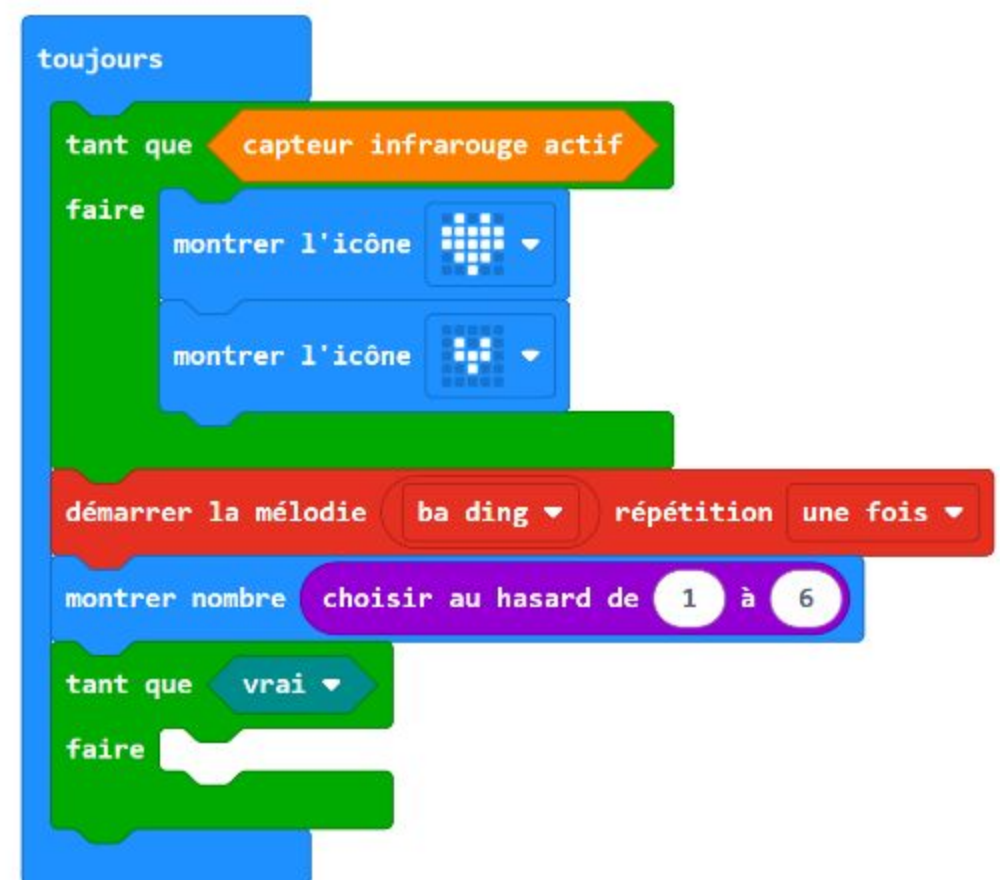 toujours
tant que capteur infrarouge actif
faire
montrer l'icône
montrer l'icône
démarrer la mélodie ba ding répétition une fois
montrer nombre choisir au hasard de 1 à 6
tant que vrai
faire